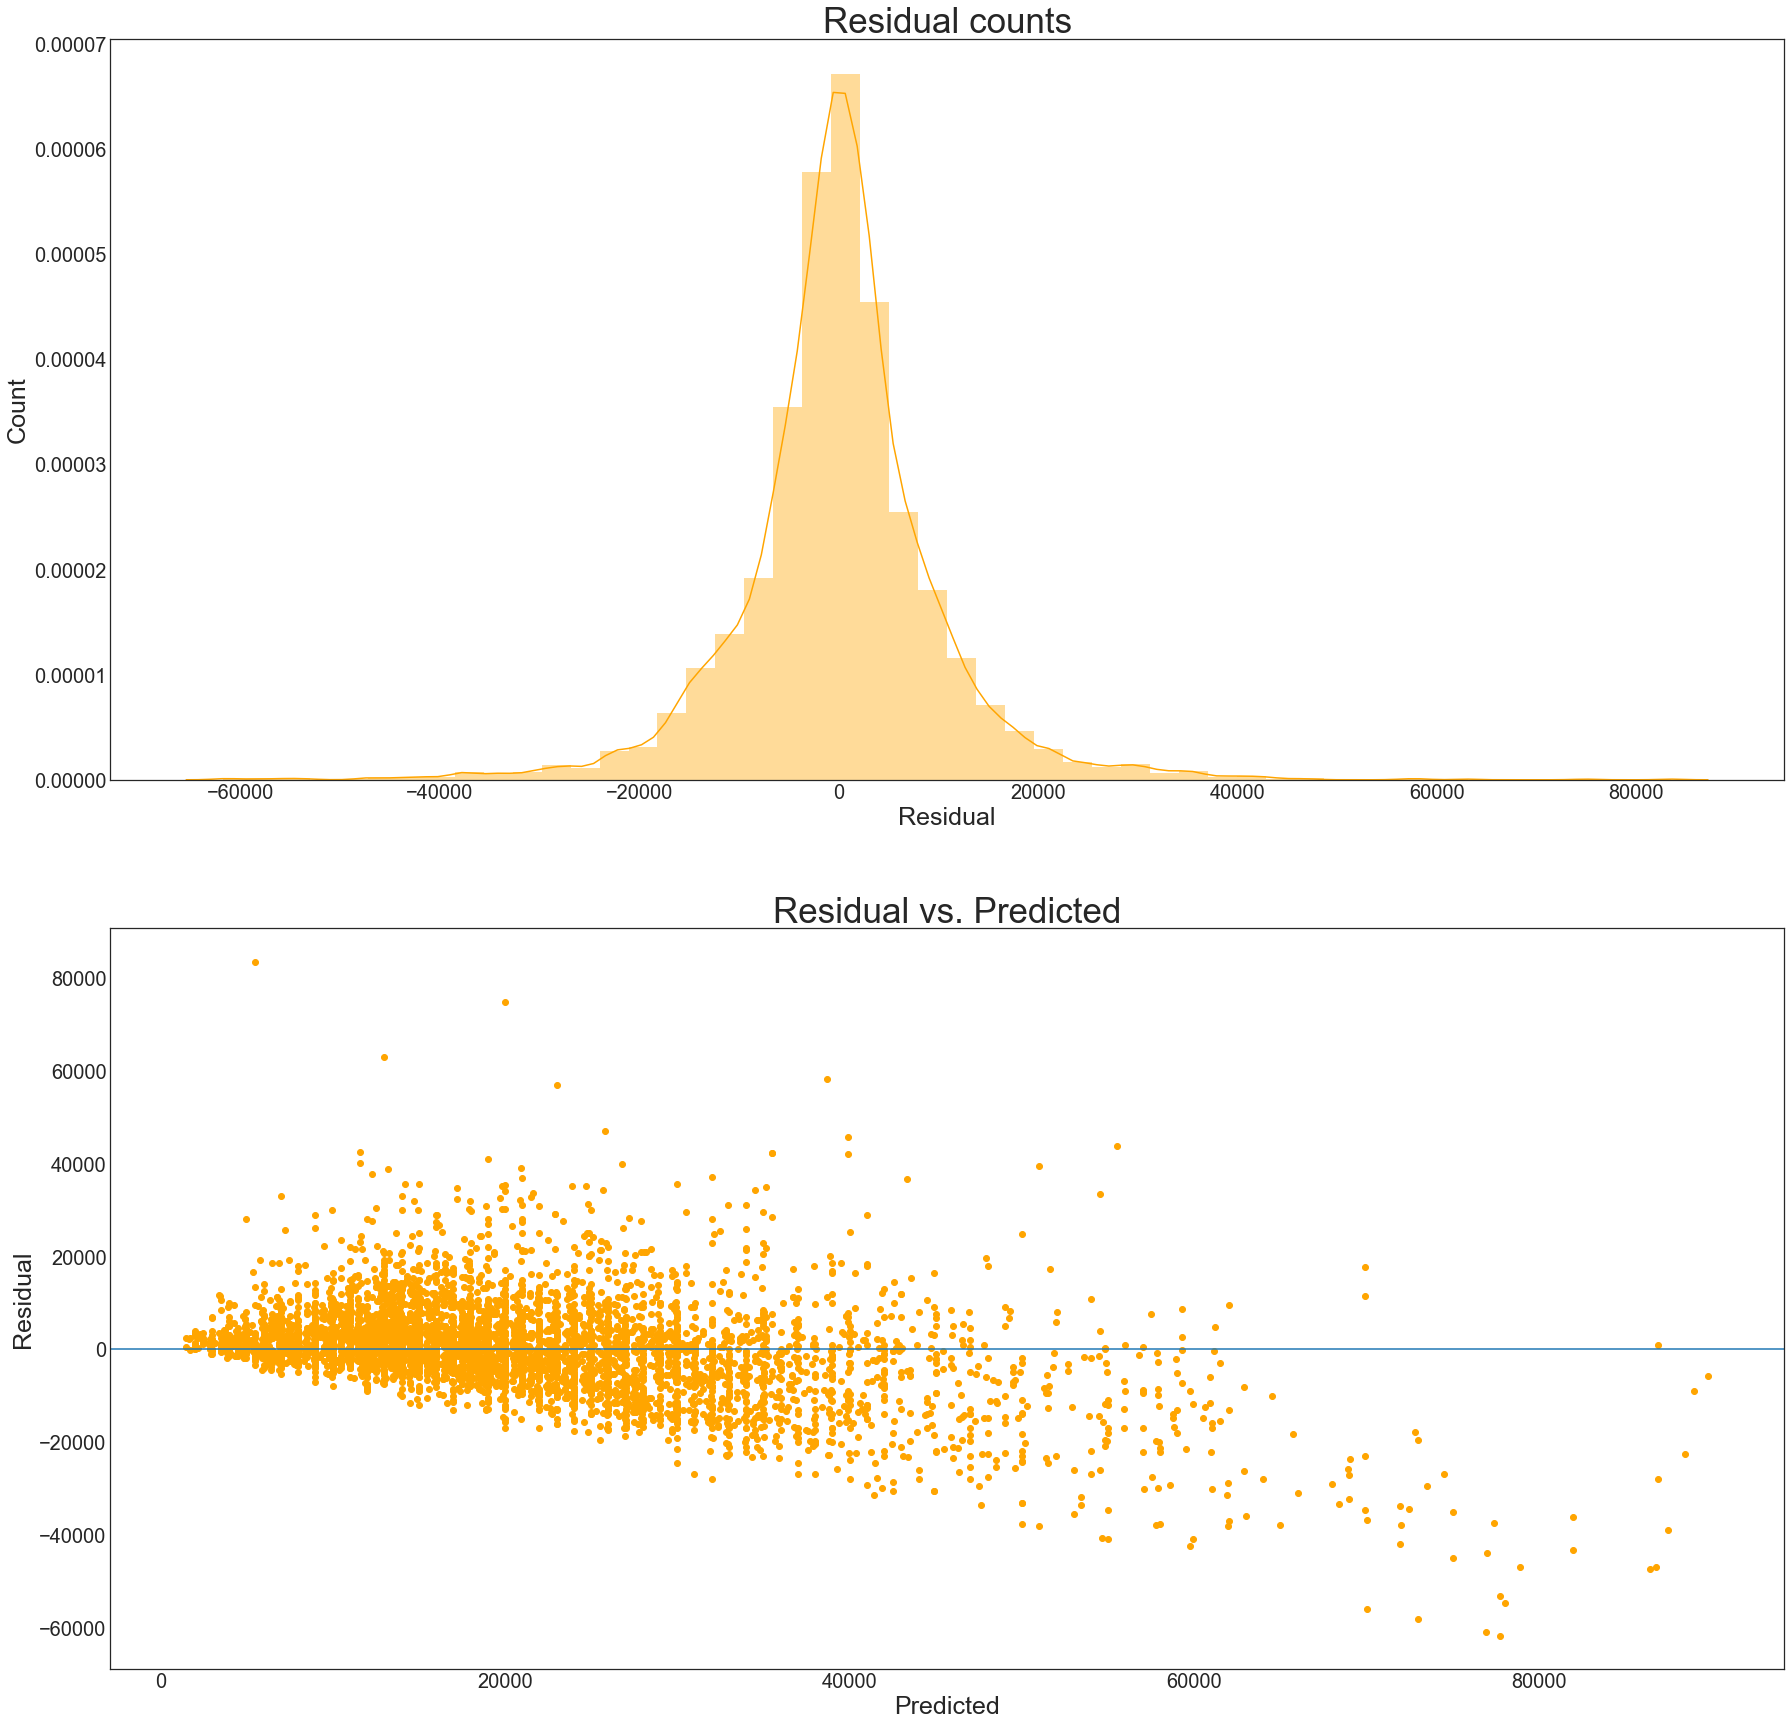 Residual counts
0.00007
0.00006
0.00005
0.00004
0.00003
0.00002
0.00001
0.00000
Count
−60000 −40000 −20000 0 20000 40000 60000 80000
Residual
Residual vs. Predicted
80000
60000
40000
20000
0
−20000
−40000
−60000
Residual
0 20000 40000 60000 80000
Predicted